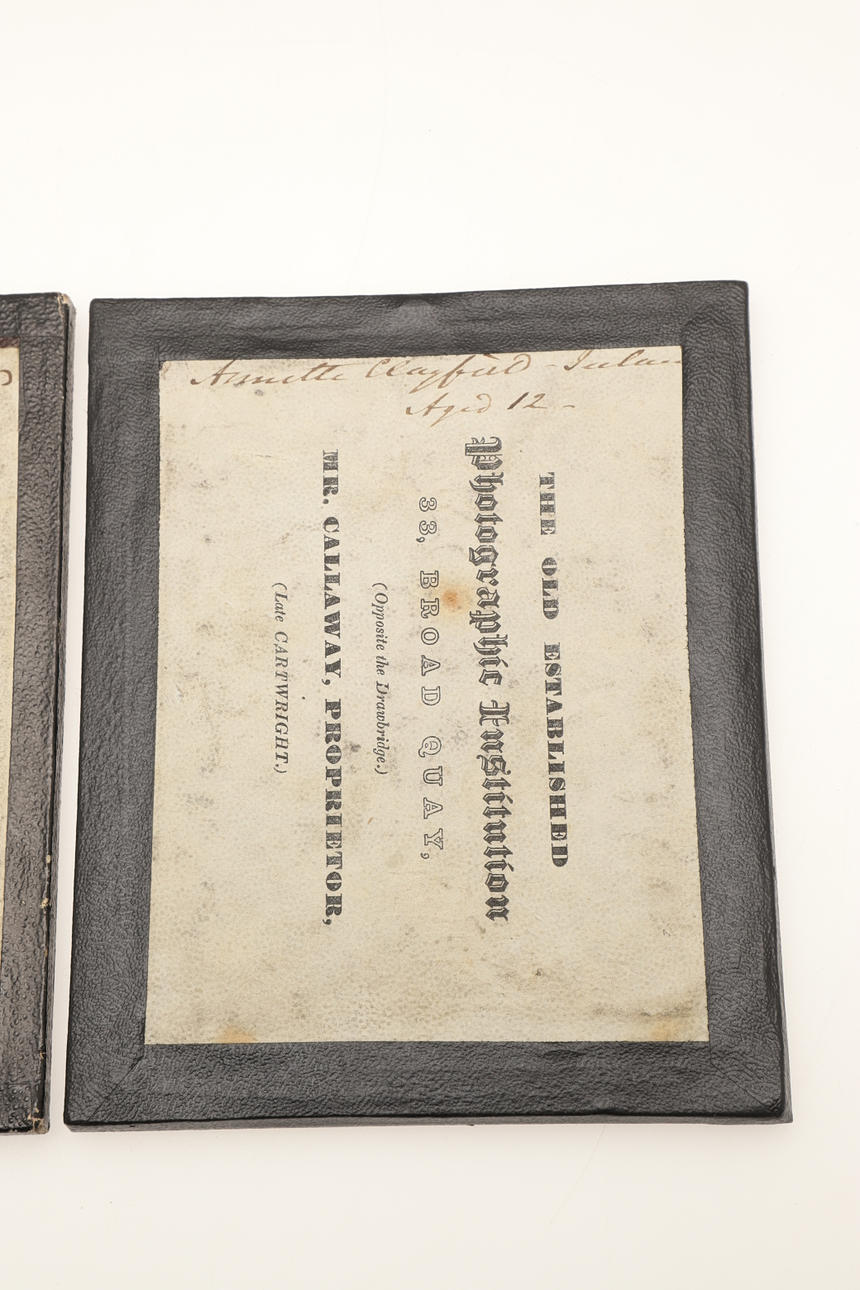 Annette Clayfield -
Aged 12 -
THE OLD ESTABLISHED
Photographic Institution
33, BROAD QUAY,
(Opposite the Drawbridge.)
MR. CALLAWAY, PROPRIETOR,
(Late CARTWRIGHT.)